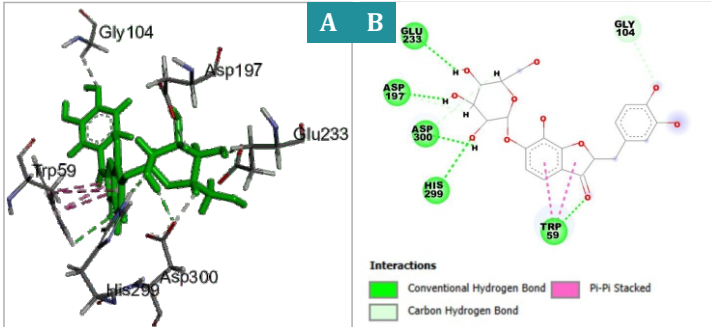 A
B
Gly104
Asp197
Glu233
Trp59
Asp300
His299
GLU
233
GLY
104
ASP
197
ASP
300
HIS
299
TRP
59
H
H
H
H
O
O
O
O
O
O
O
O
O
O
O
Interactions
Conventional Hydrogen Bond
Pi-Pi Stacked
Carbon Hydrogen Bond